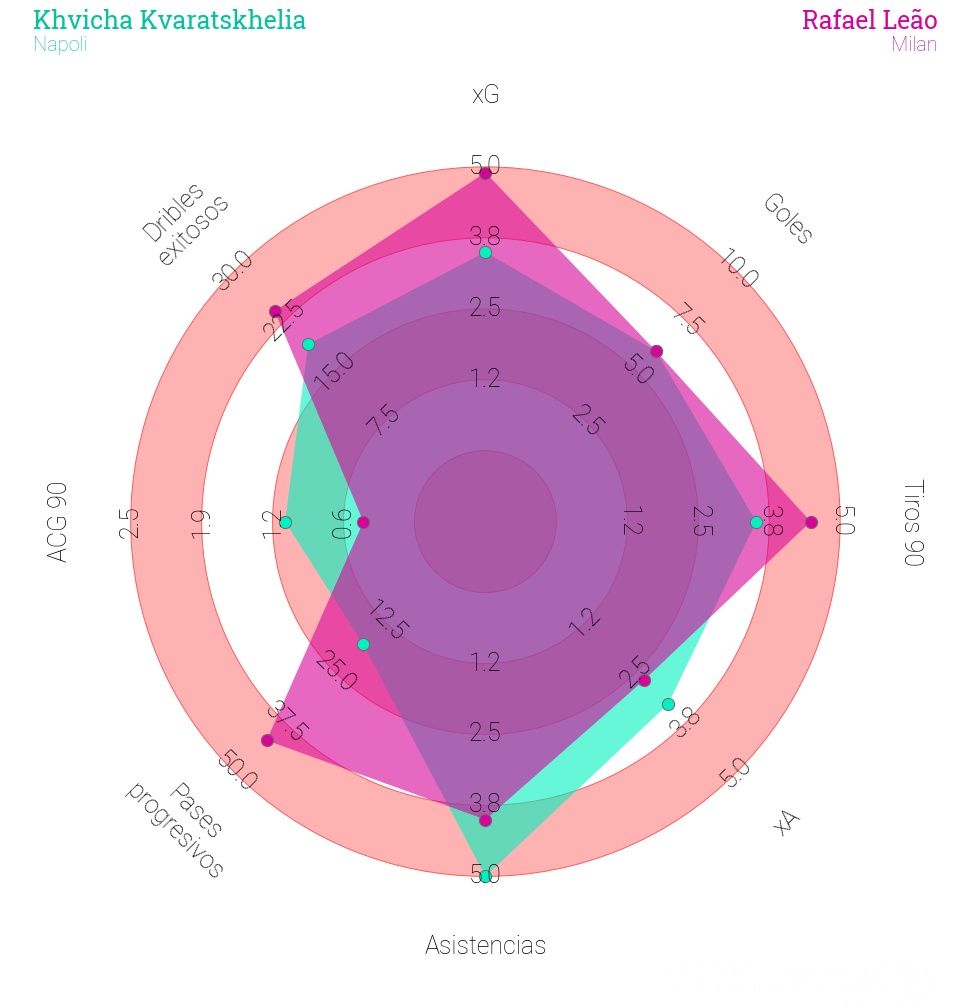 Khvicha Kvaratskhelia
Napoli
Rafael Leão
Milan
xG
5.0
3.8
2.5
1.2
Goles
10.0
7.5
5.0
2.5
Tiros 90
5.0
3.8
2.5
1.2
xA
5.0
3.8
2.5
1.2
Asistencias
5.0
3.8
2.5
1.2
Pases
progresivos
50.0
37.5
25.0
12.5
ACG 90
2.5
1.9
1.2
0.6
Dribles
exitosos
30.0
22.5
15.0
7.5